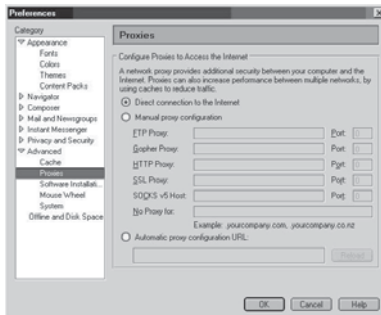 Preferences
Category
Appearance
Fonts
Colors
Themes
Content Packs
Navigator
Composer
Mail and Newsgroups
Instant Messenger
Privacy and Security
Advanced
Cache
Proxies
Software Installati...
Mouse Wheel
System
Offline and Disk Space
Proxies
Configure Proxies to Access the Internet
A network proxy provides additional security between your computer and the
Internet. Proxies can also increase performance between multiple networks, by
using caches to reduce traffic.
Direct connection to the Internet
Manual proxy configuration
FTP Proxy: Port: 0
Gopher Proxy: Port: 0
HTTP Proxy: Port: 0
SSL Proxy: Port: 0
SOCKS v5 Host: Port: 0
No Proxy for:
Example: .yourcompany.com, .yourcompany.co.nz
Automatic proxy configuration URL:
Reload
OK Cancel Help